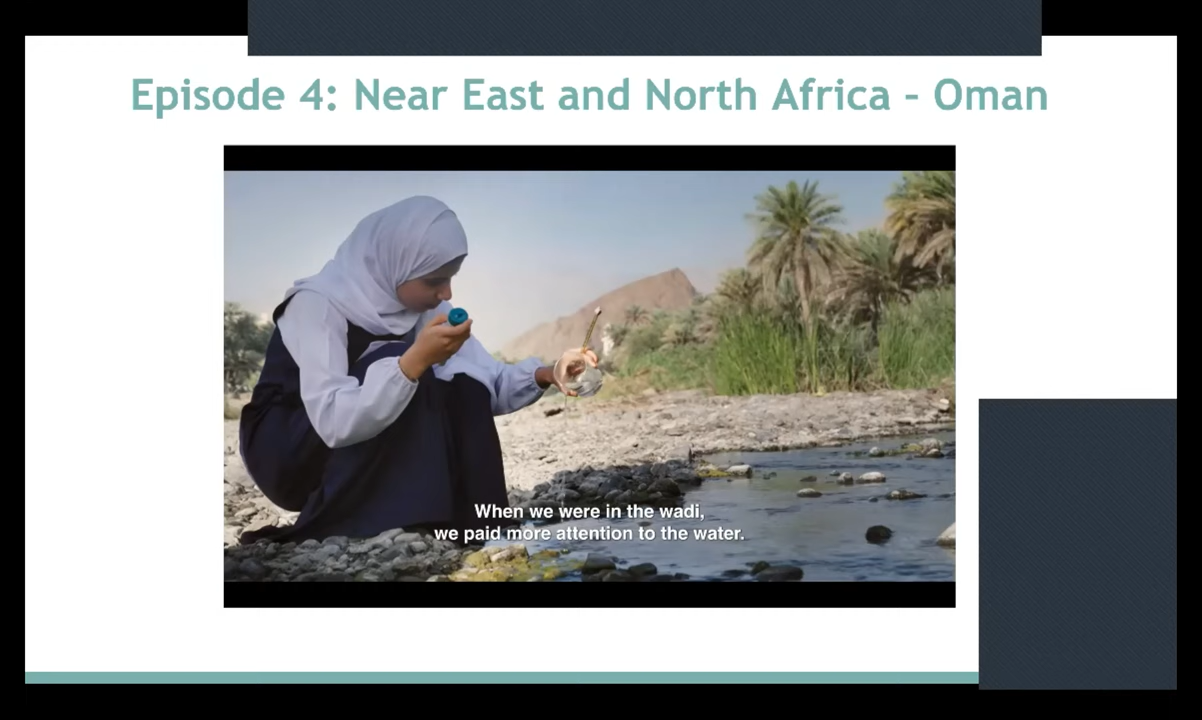 Episode 4: Near East and North Africa - Oman
When we were in the wadi,
we paid more attention to the water.